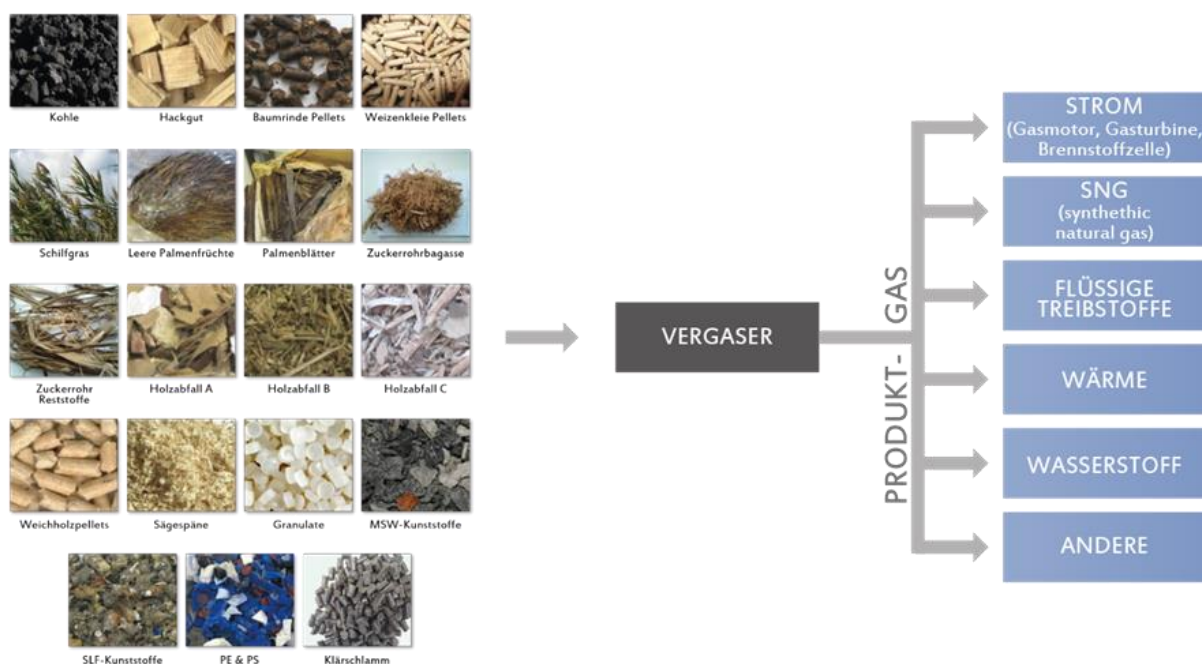 Kohle
Hackgut
Baumrinde Pellets
Weizenkleie Pellets
Schilfgras
Leere Palmenfrüchte
Palmenblätter
Zuckerrohrbagasse
Zuckerrohr
Reststoffe
Holzabfall A
Holzabfall B
Holzabfall C
Weichholzpellets
Sägespäne
Granulate
MSW-Kunststoffe
SLF-Kunststoffe
PE & PS
Klärschlamm
VERGASER
PRODUKT- GAS
STROM
(Gasmotor, Gasturbine,
Brennstoffzelle)
SNG
(synthethic
natural gas)
FLÜSSIGE
TREIBSTOFFE
WÄRME
WASSERSTOFF
ANDERE